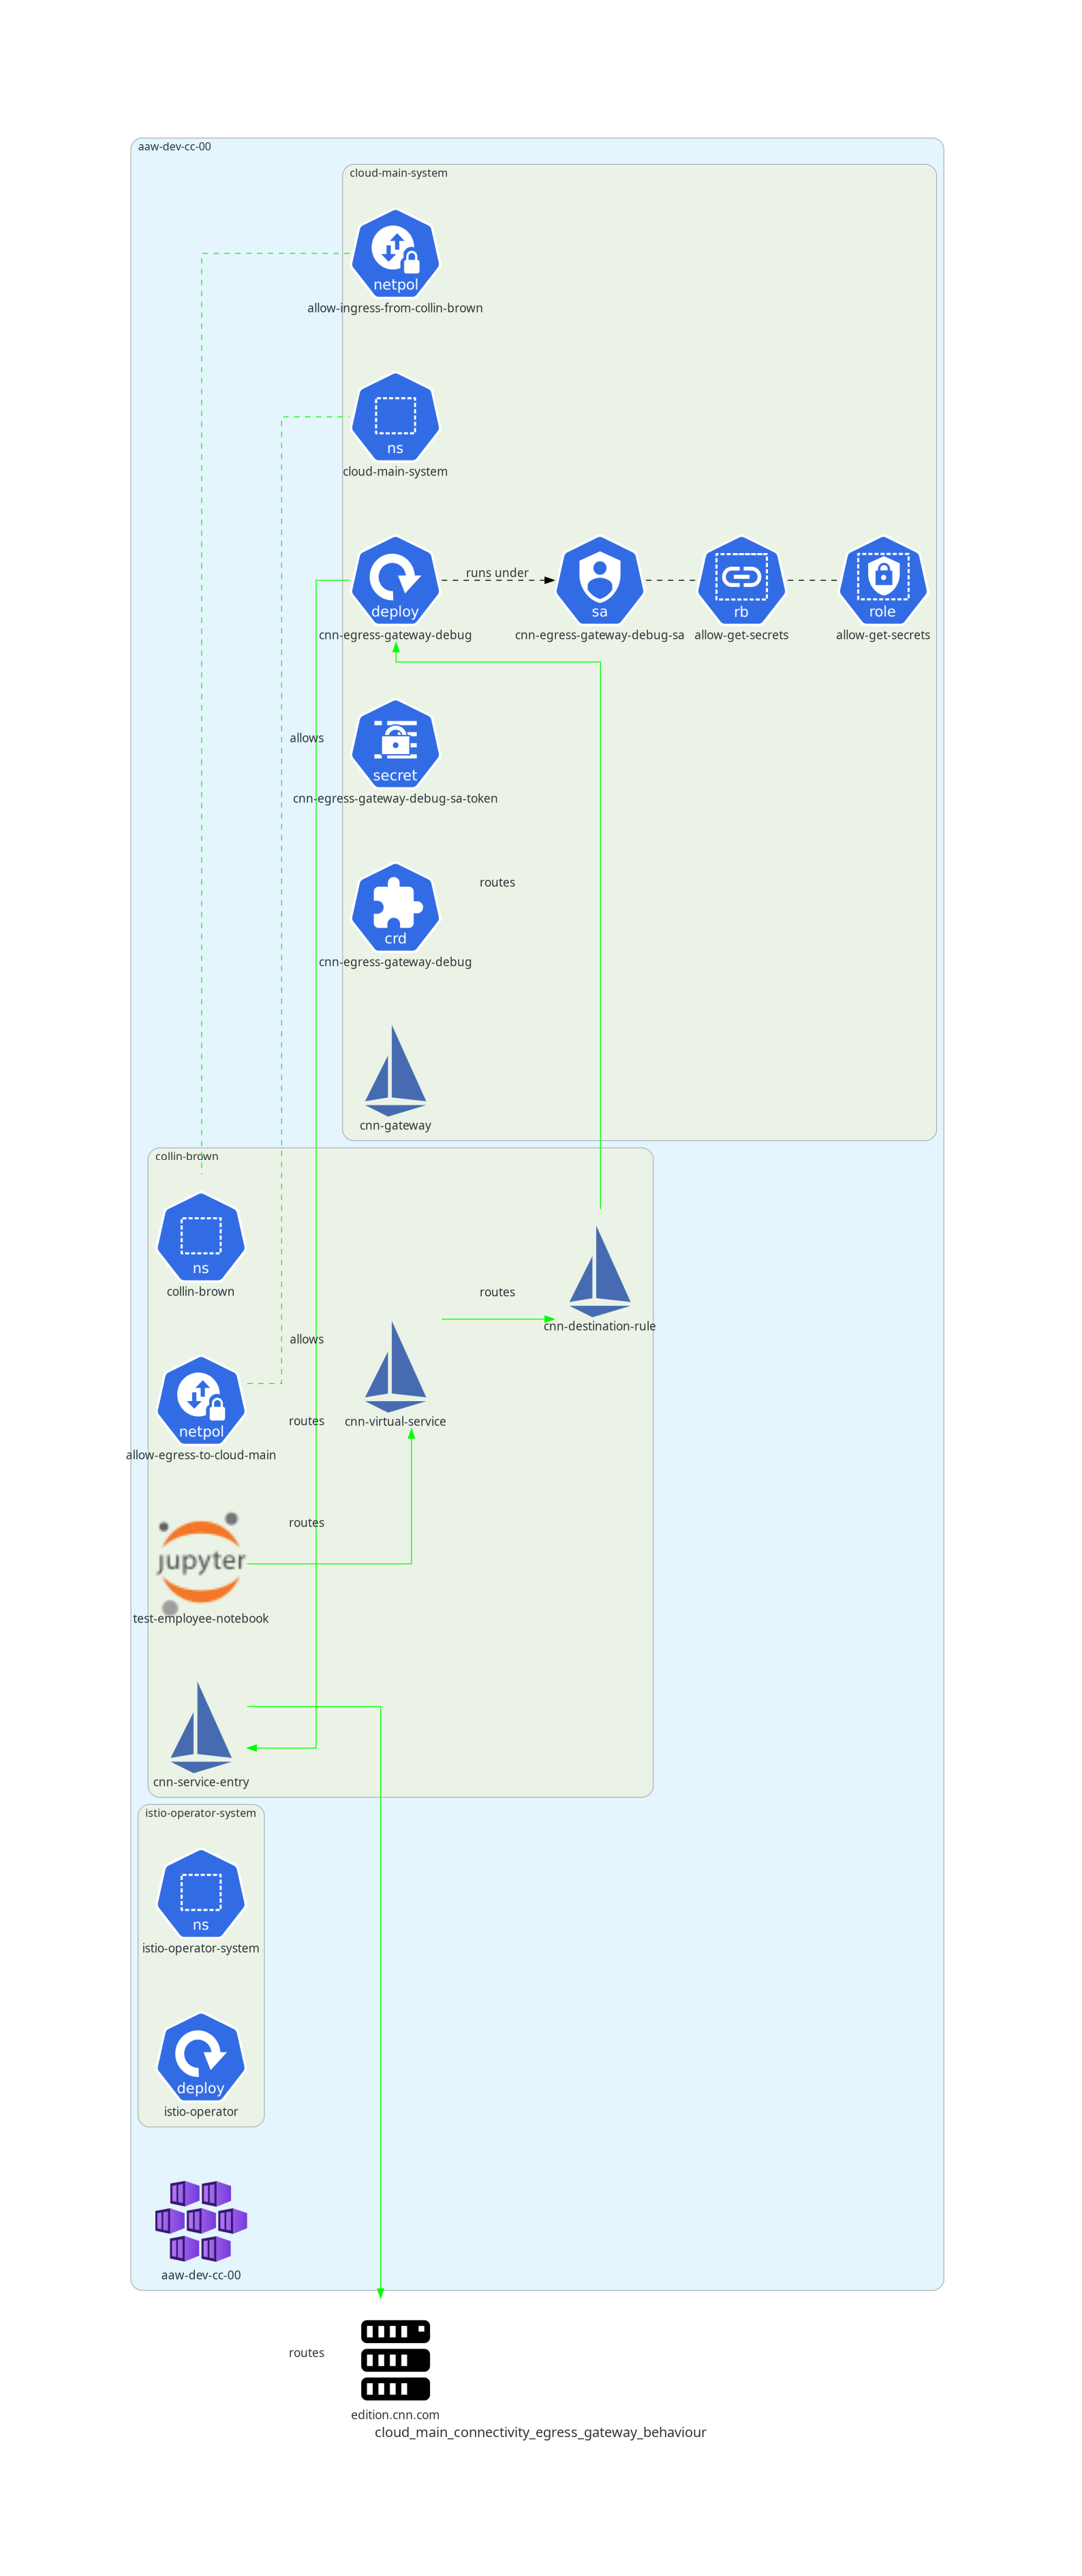 aaw-dev-cc-00
cloud-main-system
netpol
allow-ingress-from-collin-brown
ns
cloud-main-system
deploy
cnn-egress-gateway-debug
runs under
sa
cnn-egress-gateway-debug-sa
rb
allow-get-secrets
role
allow-get-secrets
allows
secret
cnn-egress-gateway-debug-sa-token
routes
crd
cnn-egress-gateway-debug
cnn-gateway
collin-brown
ns
collin-brown
routes
cnn-destination-rule
allows
netpol
allow-egress-to-cloud-main
routes
cnn-virtual-service
routes
jupyter
test-employee-notebook
cnn-service-entry
istio-operator-system
ns
istio-operator-system
deploy
istio-operator
aaw-dev-cc-00
routes
edition.cnn.com
cloud_main_connectivity_egress_gateway_behaviour